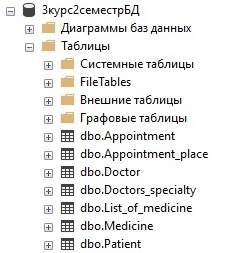 3курс2семестрБД
Диаграммы баз данных
Таблицы
Системные таблицы
FileTables
Внешние таблицы
Графовые таблицы
dbo.Appointment
dbo.Appointment_place
dbo.Doctor
dbo.Doctors_specialty
dbo.List_of_medicine
dbo.Medicine
dbo.Patient